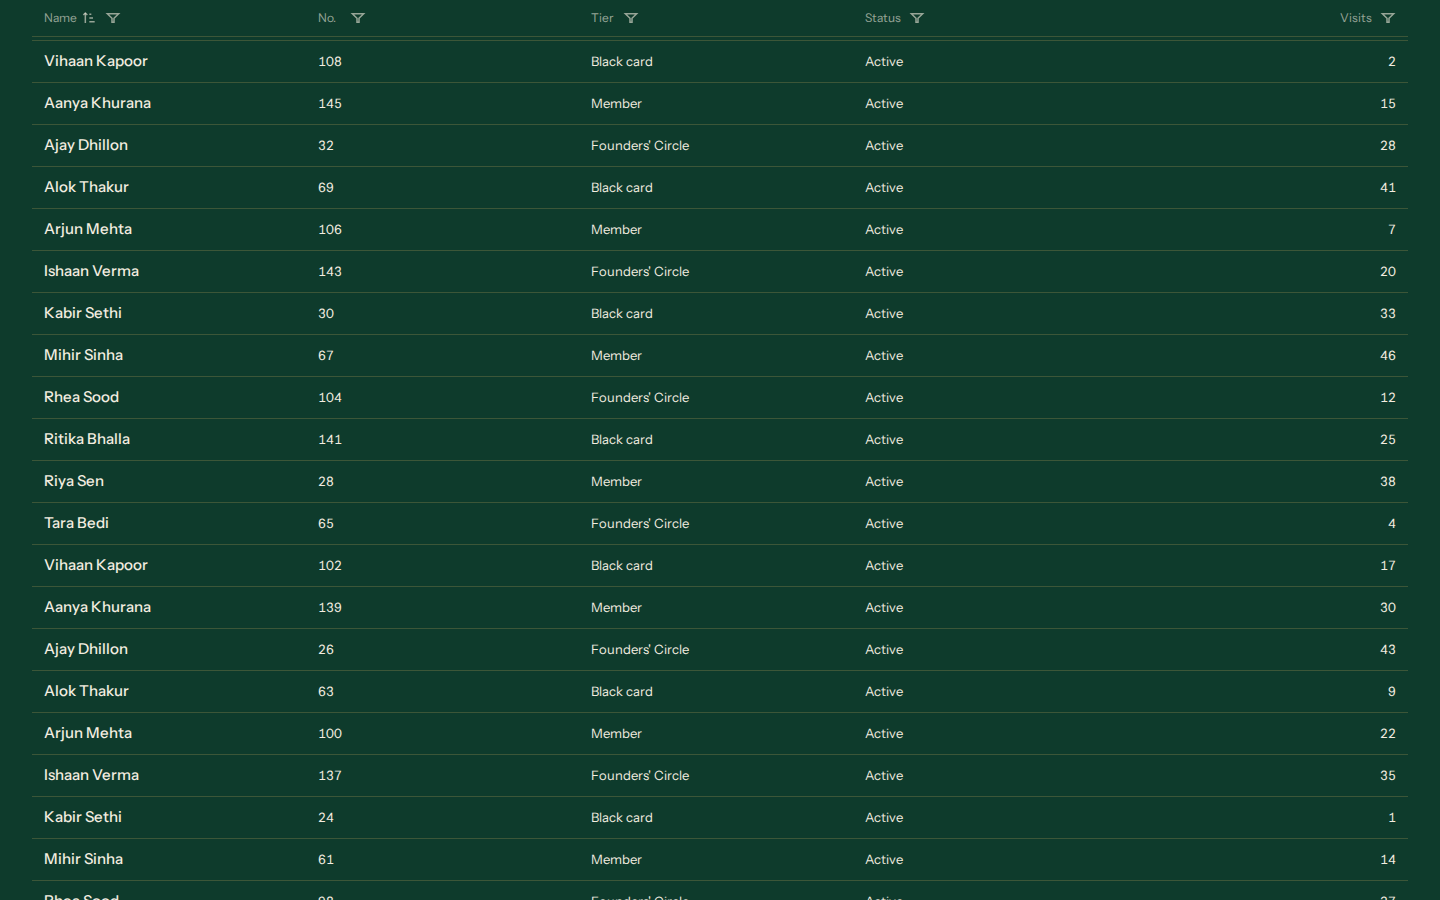 Name No. Tier Status Visits
Vihaan Kapoor 108 Black card Active 2
Aanya Khurana 145 Member Active 15
Ajay Dhillon 32 Founders' Circle Active 28
Alok Thakur 69 Black card Active 41
Arjun Mehta 106 Member Active 7
Ishaan Verma 143 Founders' Circle Active 20
Kabir Sethi 30 Black card Active 33
Mihir Sinha 67 Member Active 46
Rhea Sood 104 Founders' Circle Active 12
Ritika Bhalla 141 Black card Active 25
Riya Sen 28 Member Active 38
Tara Bedi 65 Founders' Circle Active 4
Vihaan Kapoor 102 Black card Active 17
Aanya Khurana 139 Member Active 30
Ajay Dhillon 26 Founders' Circle Active 43
Alok Thakur 63 Black card Active 9
Arjun Mehta 100 Member Active 22
Ishaan Verma 137 Founders' Circle Active 35
Kabir Sethi 24 Black card Active 1
Mihir Sinha 61 Member Active 14
Rhea Sood 98 Founders' Circle Active 27